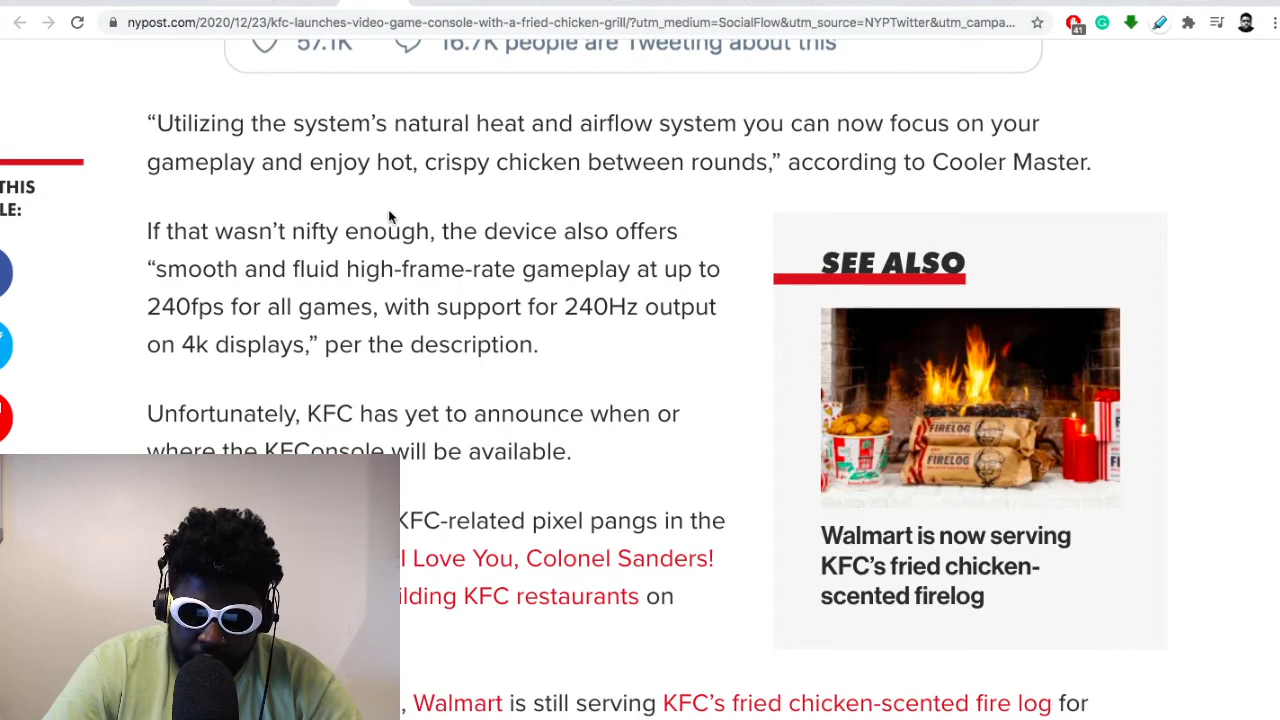 nypost.com/2020/12/23/kfc-launches-video-game-console-with-a-fried-chicken-grill/?utm_medium=SocialFlow&utm_source=NYPTwitter&utm_campa...
41
57.1K 16.7K people are Tweeting about this
“Utilizing the system’s natural heat and airflow system you can now focus on your
gameplay and enjoy hot, crispy chicken between rounds,” according to Cooler Master.
THIS
LE:
If that wasn’t nifty enough, the device also offers
“smooth and fluid high-frame-rate gameplay at up to
240fps for all games, with support for 240Hz output
on 4k displays,” per the description.
Unfortunately, KFC has yet to announce when or
where the KFConsole will be available.
KFC-related pixel pangs in the
I Love You, Colonel Sanders!
ilding KFC restaurants on
SEE ALSO
FIRELOG
FIRELOG
Walmart is now serving
KFC’s fried chicken-
scented firelog
, Walmart is still serving KFC’s fried chicken-scented fire log for